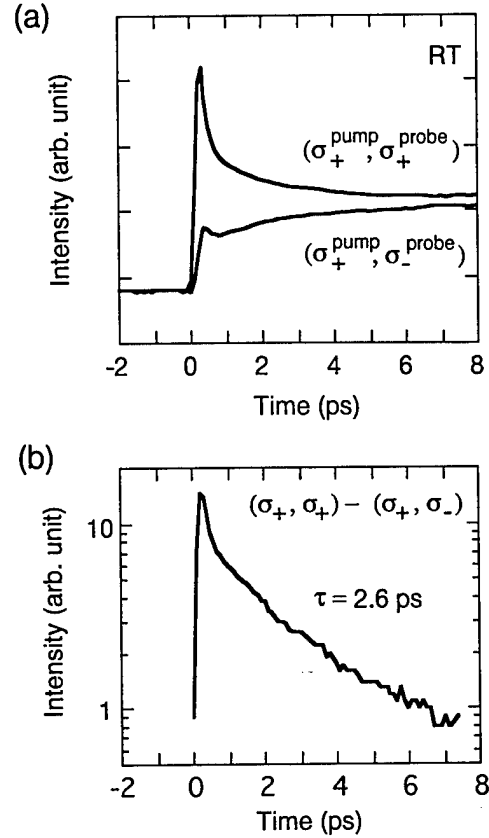 (a)
RT
(σ₊ᵖᵘᵐᵖ, σ₊ᵖʳᵒᵇᵉ)
(σ₊ᵖᵘᵐᵖ, σ₋ᵖʳᵒᵇᵉ)
Intensity (arb. unit)
-2 0 2 4 6 8
Time (ps)
(b)
(σ₊, σ₊) – (σ₊, σ₋)
τ = 2.6 ps
Intensity (arb. unit)
10
1
-2 0 2 4 6 8
Time (ps)